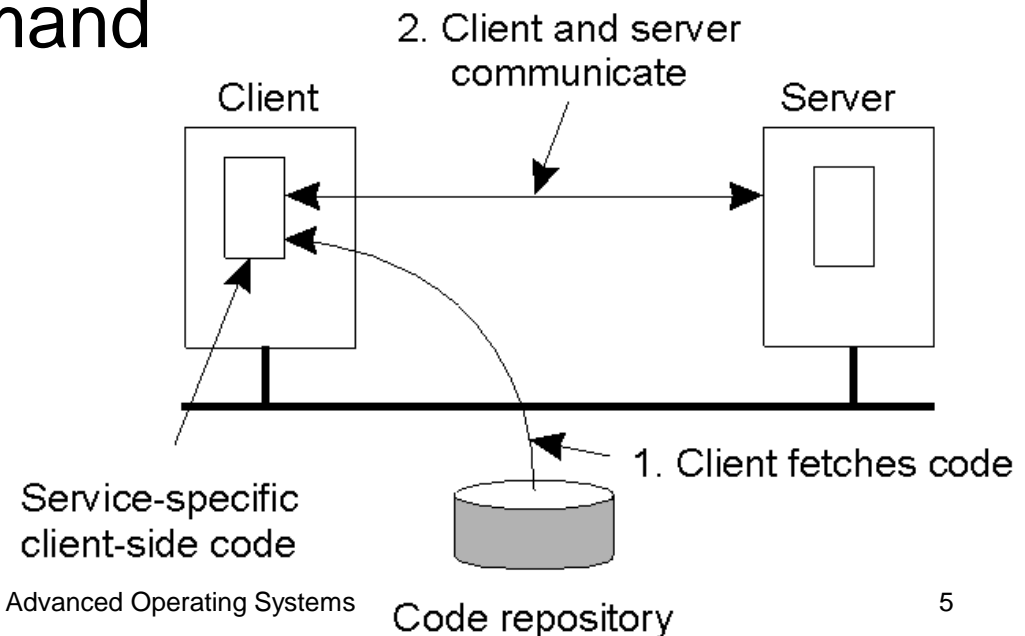 2. Client and server
communicate
Client
Server
1. Client fetches code
Service-specific
client-side code
Advanced Operating Systems
5
Code repository